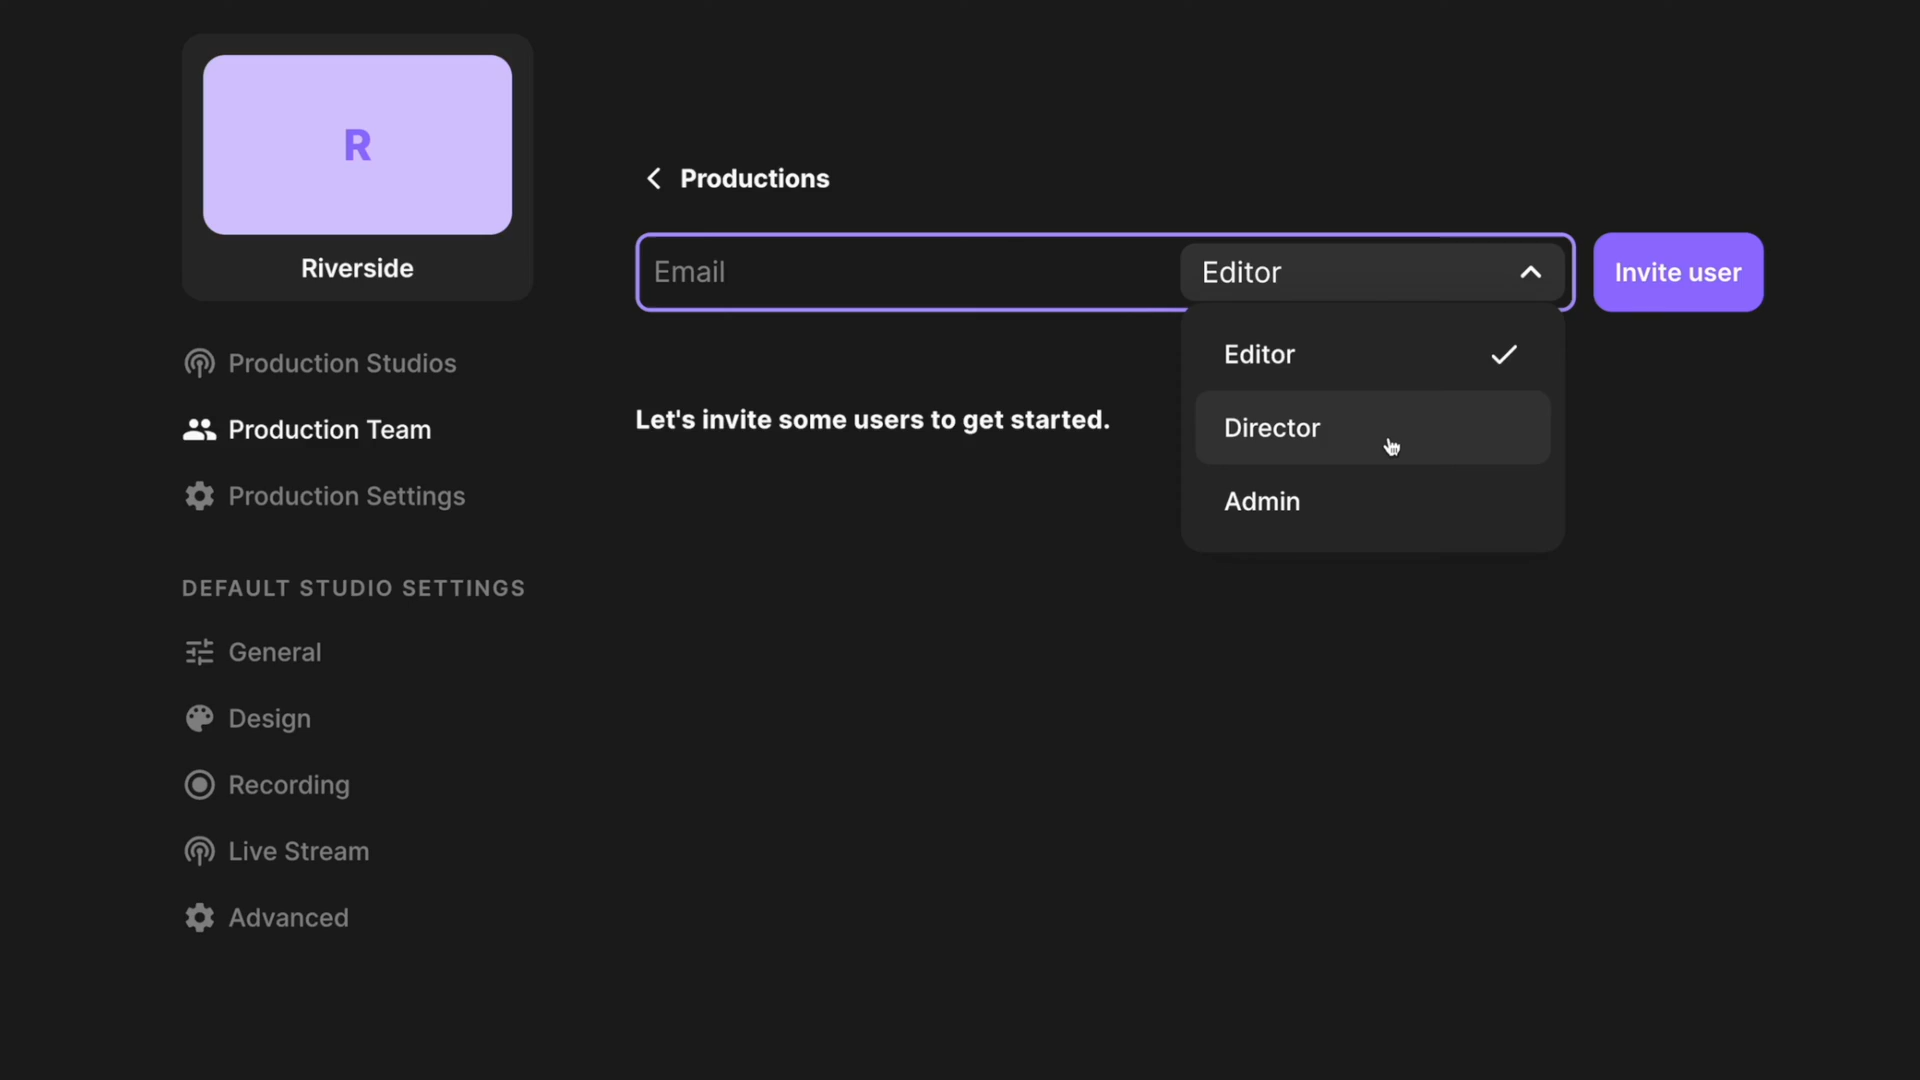 R
Riverside
Production Studios
Production Team
Production Settings
DEFAULT STUDIO SETTINGS
General
Design
Recording
Live Stream
Advanced
Productions
Email
Editor
Invite user
Editor
Director
Admin
Let's invite some users to get started.